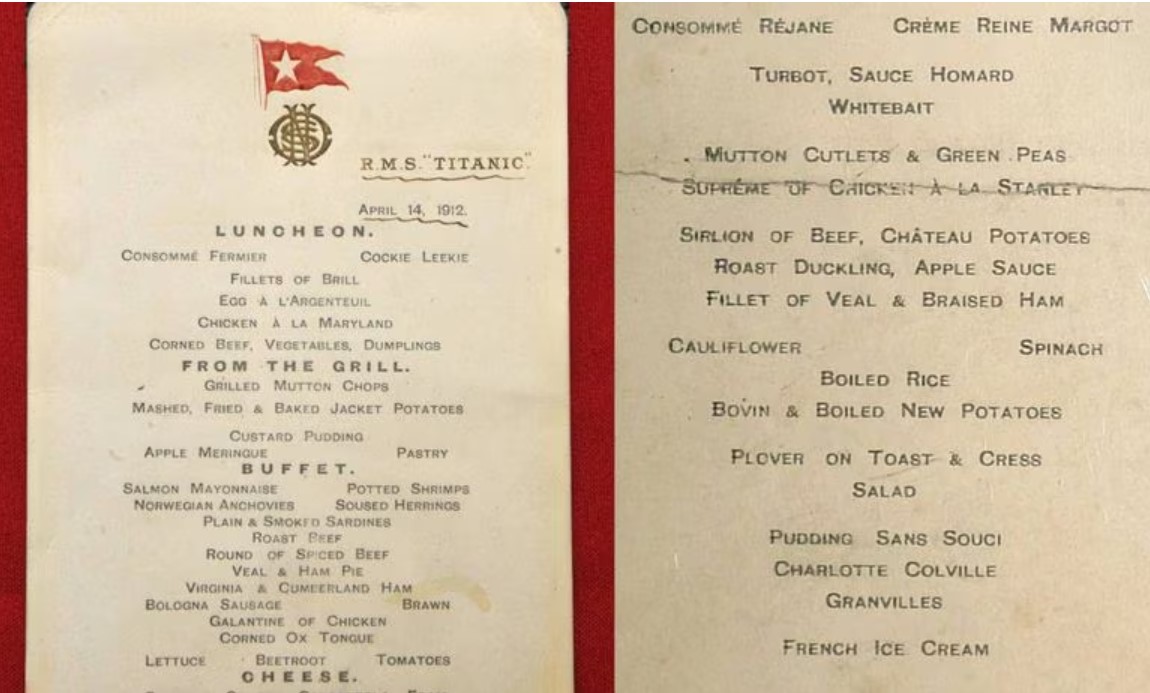 R.M.S. "TITANIC".
APRIL 14, 1912.
LUNCHEON.
CONSOMMÉ FERMIER COCKIE LEEKIE
FILLETS OF BRILL
EGG À L'ARGENTEUIL
CHICKEN À LA MARYLAND
CORNED BEEF, VEGETABLES, DUMPLINGS
FROM THE GRILL.
GRILLED MUTTON CHOPS
MASHED, FRIED & BAKED JACKET POTATOES
CUSTARD PUDDING
APPLE MERINGUE PASTRY
BUFFET.
SALMON MAYONNAISE POTTED SHRIMPS
NORWEGIAN ANCHOVIES SOUSED HERRINGS
PLAIN & SMOKED SARDINES
ROAST BEEF
ROUND OF SPICED BEEF
VEAL & HAM PIE
VIRGINIA & CUMBERLAND HAM
BOLOGNA SAUSAGE BRAWN
GALANTINE OF CHICKEN
CORNED OX TONGUE
LETTUCE BEETROOT TOMATOES
CHEESE.
CONSOMMÉ RÉJANE CRÈME REINE MARGOT
TURBOT, SAUCE HOMARD
WHITEBAIT
MUTTON CUTLETS & GREEN PEAS
SUPRÊME OF CHICKEN À LA STANLEY
SIRLION OF BEEF, CHÂTEAU POTATOES
ROAST DUCKLING, APPLE SAUCE
FILLET OF VEAL & BRAISED HAM
CAULIFLOWER SPINACH
BOILED RICE
BOVIN & BOILED NEW POTATOES
PLOVER ON TOAST & CRESS
SALAD
PUDDING SANS SOUCI
CHARLOTTE COLVILLE
GRANVILLES
FRENCH ICE CREAM